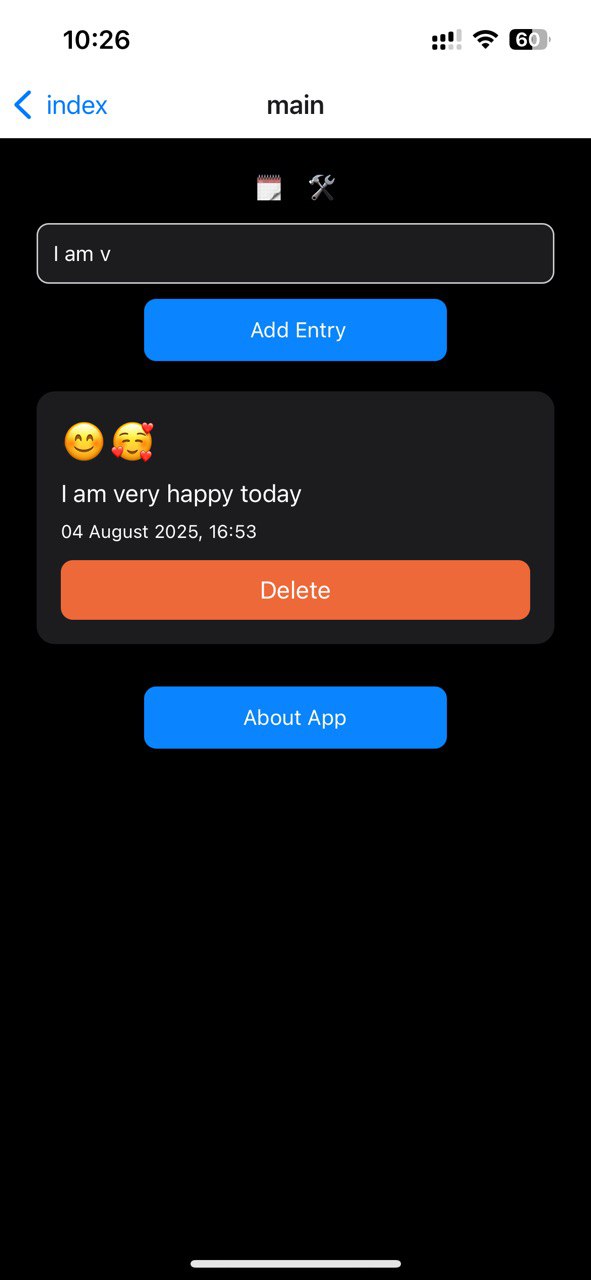 10:26
60
index
main
I am v
Add Entry
😊🥰
I am very happy today
04 August 2025, 16:53
Delete
About App